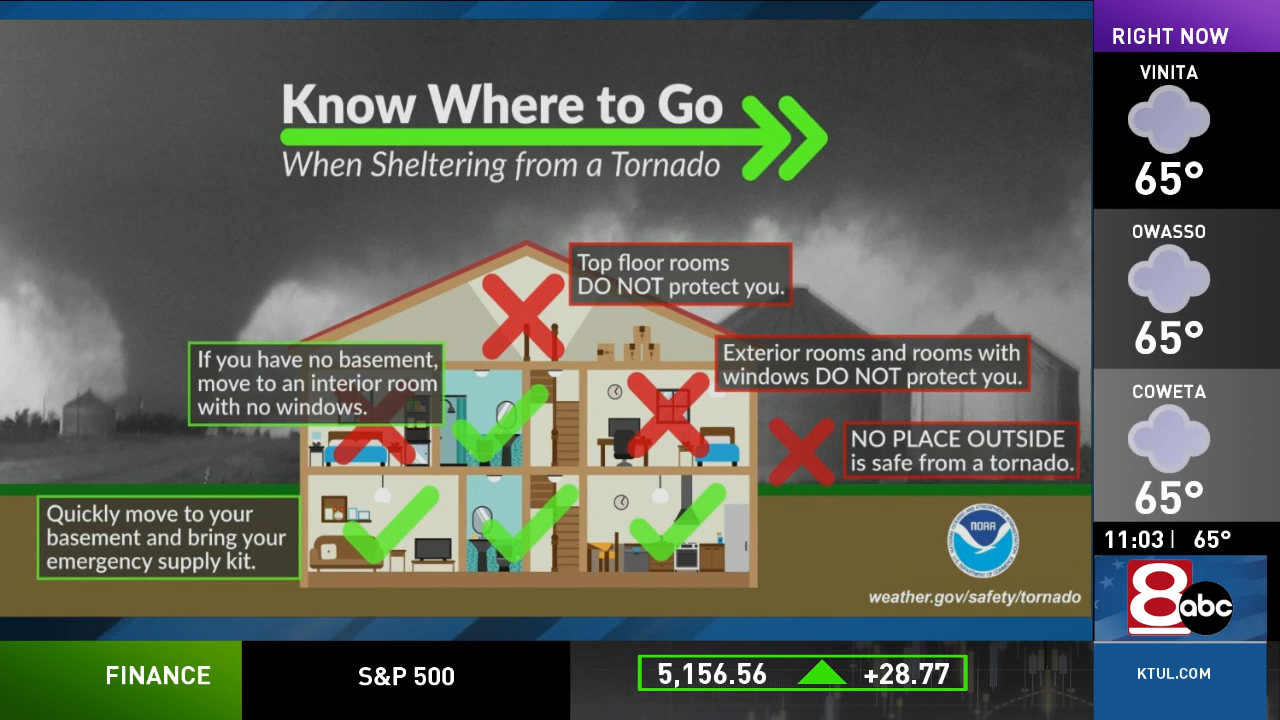 Know Where to Go
When Sheltering from a Tornado
Top floor rooms
DO NOT protect you.
If you have no basement,
move to an interior room
with no windows.
Exterior rooms and rooms with
windows DO NOT protect you.
NO PLACE OUTSIDE
is safe from a tornado.
Quickly move to your
basement and bring your
emergency supply kit.
NOAA
weather.gov/safety/tornado
RIGHT NOW
VINITA
65°
OWASSO
65°
COWETA
65°
11:03 | 65°
8 abc
KTUL.COM
FINANCE
S&P 500
5,156.56 +28.77